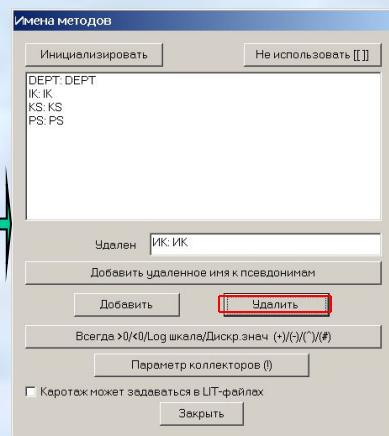 Имена методов
Инициализировать
Не использовать [[ ]]
DEPT: DEPT
IK: IK
KS: KS
PS: PS
Удален
ИК: ИК
Добавить удаленное имя к псевдонимам
Добавить
Удалить
Всегда >0/<0/Log шкала/Дискр.знач (+)/(-)/(^)/(#)
Параметр коллекторов (!)
Каротаж может задаваться в LIT-файлах
Закрыть